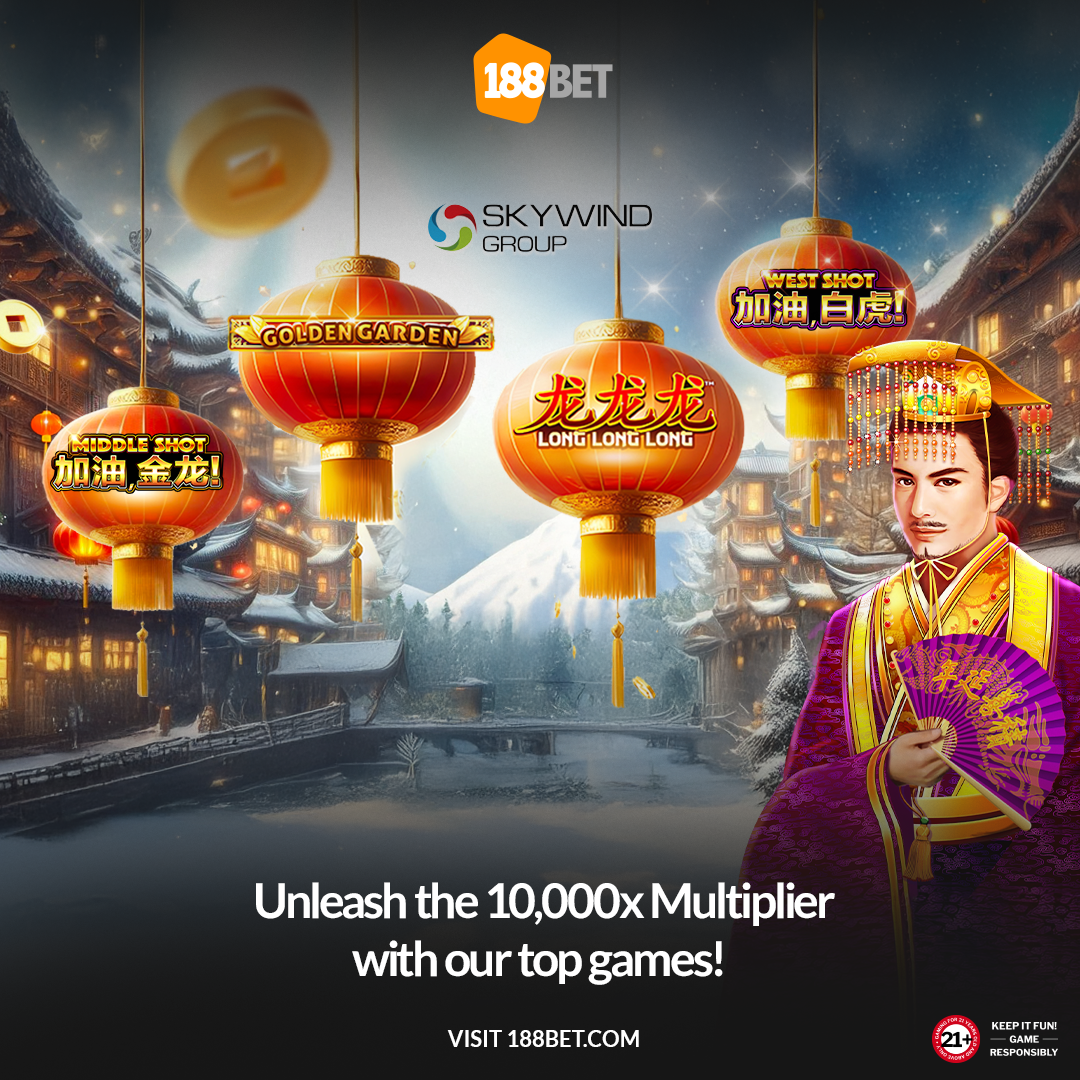 188BET
SKYWIND
GROUP
WEST SHOT
加油,白虎!
GOLDEN GARDEN
龙龙龙™
LONG LONG LONG
MIDDLE SHOT
加油,金龙!
Unleash the 10,000x Multiplier
with our top games!
VISIT 188BET.COM
21+
KEEP IT FUN!
GAME
RESPONSIBLY